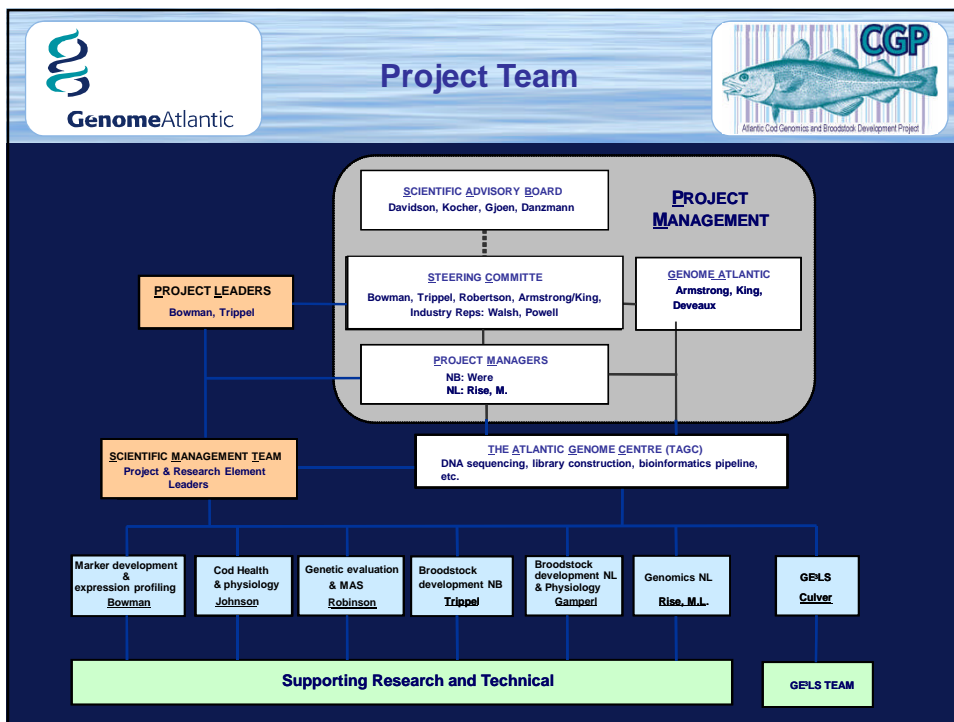 GenomeAtlantic
Project Team
CGP
Atlantic Cod Genomics and Broodstock Development Project
SCIENTIFIC ADVISORY BOARD
Davidson, Kocher, Gjoen, Danzmann
PROJECT
MANAGEMENT
STEERING COMMITTE
Bowman, Trippel, Robertson, Armstrong/King,
Industry Reps: Walsh, Powell
GENOME ATLANTIC
Armstrong, King,
Deveaux
PROJECT LEADERS
Bowman, Trippel
PROJECT MANAGERS
NB: Were
NL: Rise, M.
SCIENTIFIC MANAGEMENT TEAM
Project & Research Element
Leaders
THE ATLANTIC GENOME CENTRE (TAGC)
DNA sequencing, library construction, bioinformatics pipeline,
etc.
Marker development
&
expression profiling
Bowman
Cod Health
& physiology
Johnson
Genetic evaluation
& MAS
Robinson
Broodstock
development NB
Trippel
Broodstock
development NL
& Physiology
Gamperl
Genomics NL
Rise, M.L.
GE³LS
Culver
Supporting Research and Technical
GE³LS TEAM